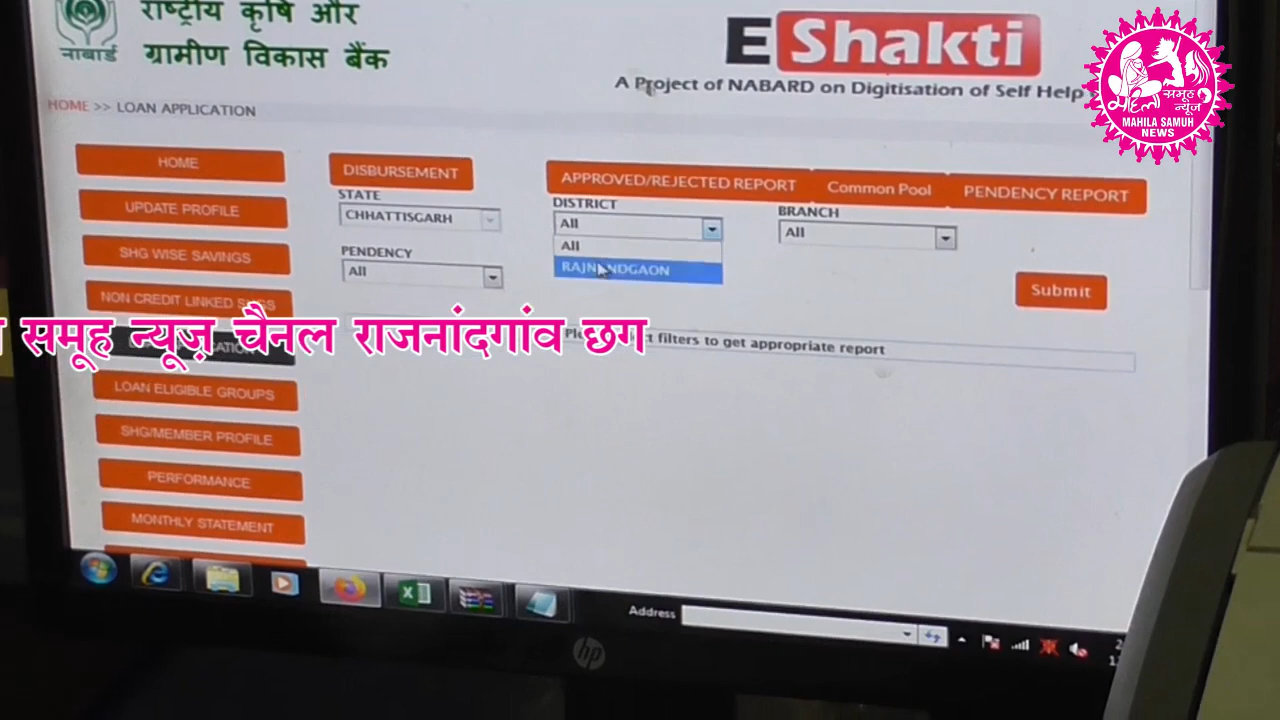 राष्ट्रीय कृषि और
ग्रामीण विकास बैंक
नाबार्ड
E Shakti
A Project of NABARD on Digitisation of Self Help
महिला समूह न्यूज
MAHILA SAMUH
NEWS
HOME >> LOAN APPLICATION
HOME
UPDATE PROFILE
SHG WISE SAVINGS
NON CREDIT LINKED SHGS
LOAN ELIGIBLE GROUPS
SHG/MEMBER PROFILE
PERFORMANCE
MONTHLY STATEMENT
DISBURSEMENT
APPROVED/REJECTED REPORT
Common Pool
PENDENCY REPORT
STATE
CHHATTISGARH
DISTRICT
All
All
RAJNANDGAON
BRANCH
All
PENDENCY
All
Submit
filters to get appropriate report
समूह न्यूज़ चैनल राजनांदगांव छग
Address
hp